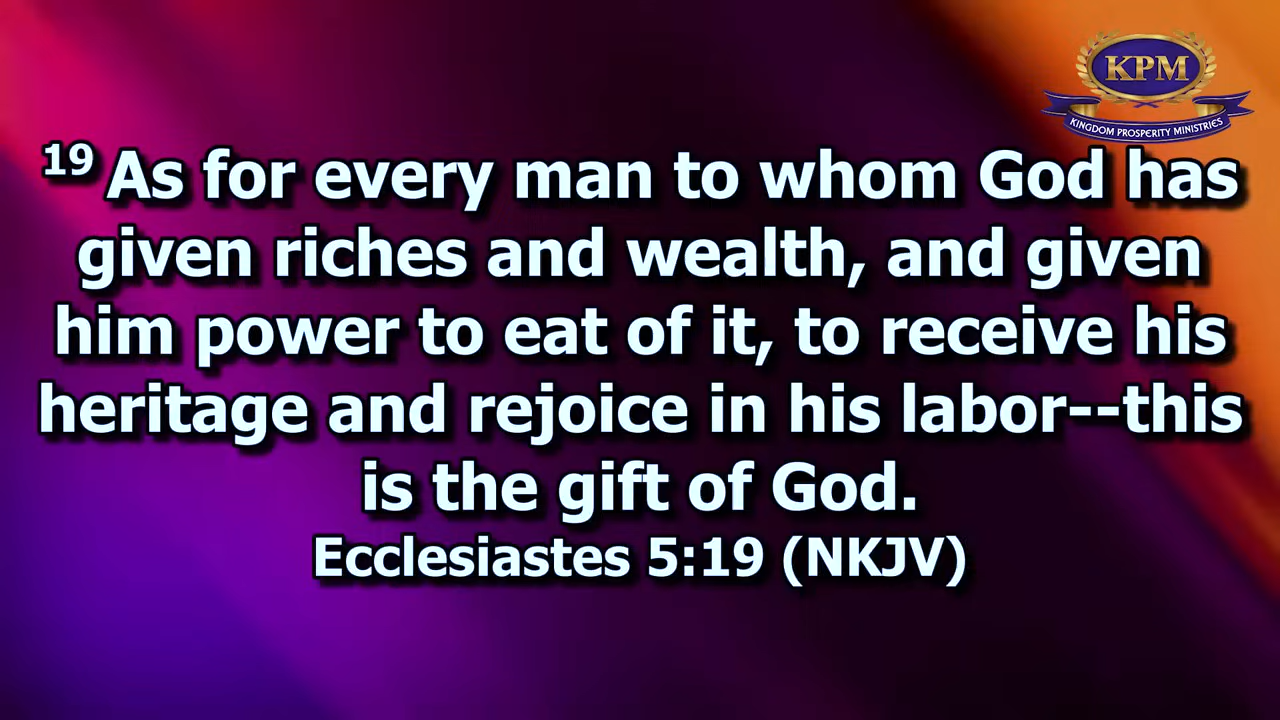 KPM
KINGDOM PROSPERITY MINISTRIES
19 As for every man to whom God has
given riches and wealth, and given
him power to eat of it, to receive his
heritage and rejoice in his labor--this
is the gift of God.
Ecclesiastes 5:19 (NKJV)